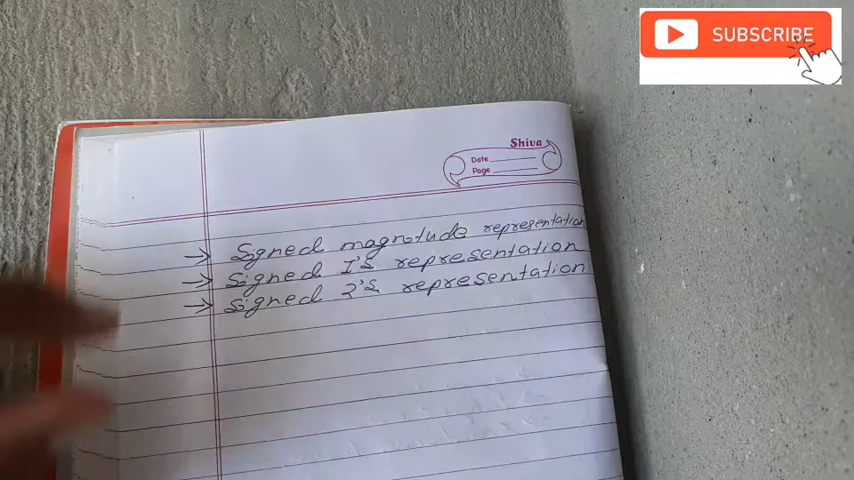 SUBSCRIBE
Shiva
Date
Page
→ Signed magnitude representation
→ Signed 1's representation
→ Signed 2's representation